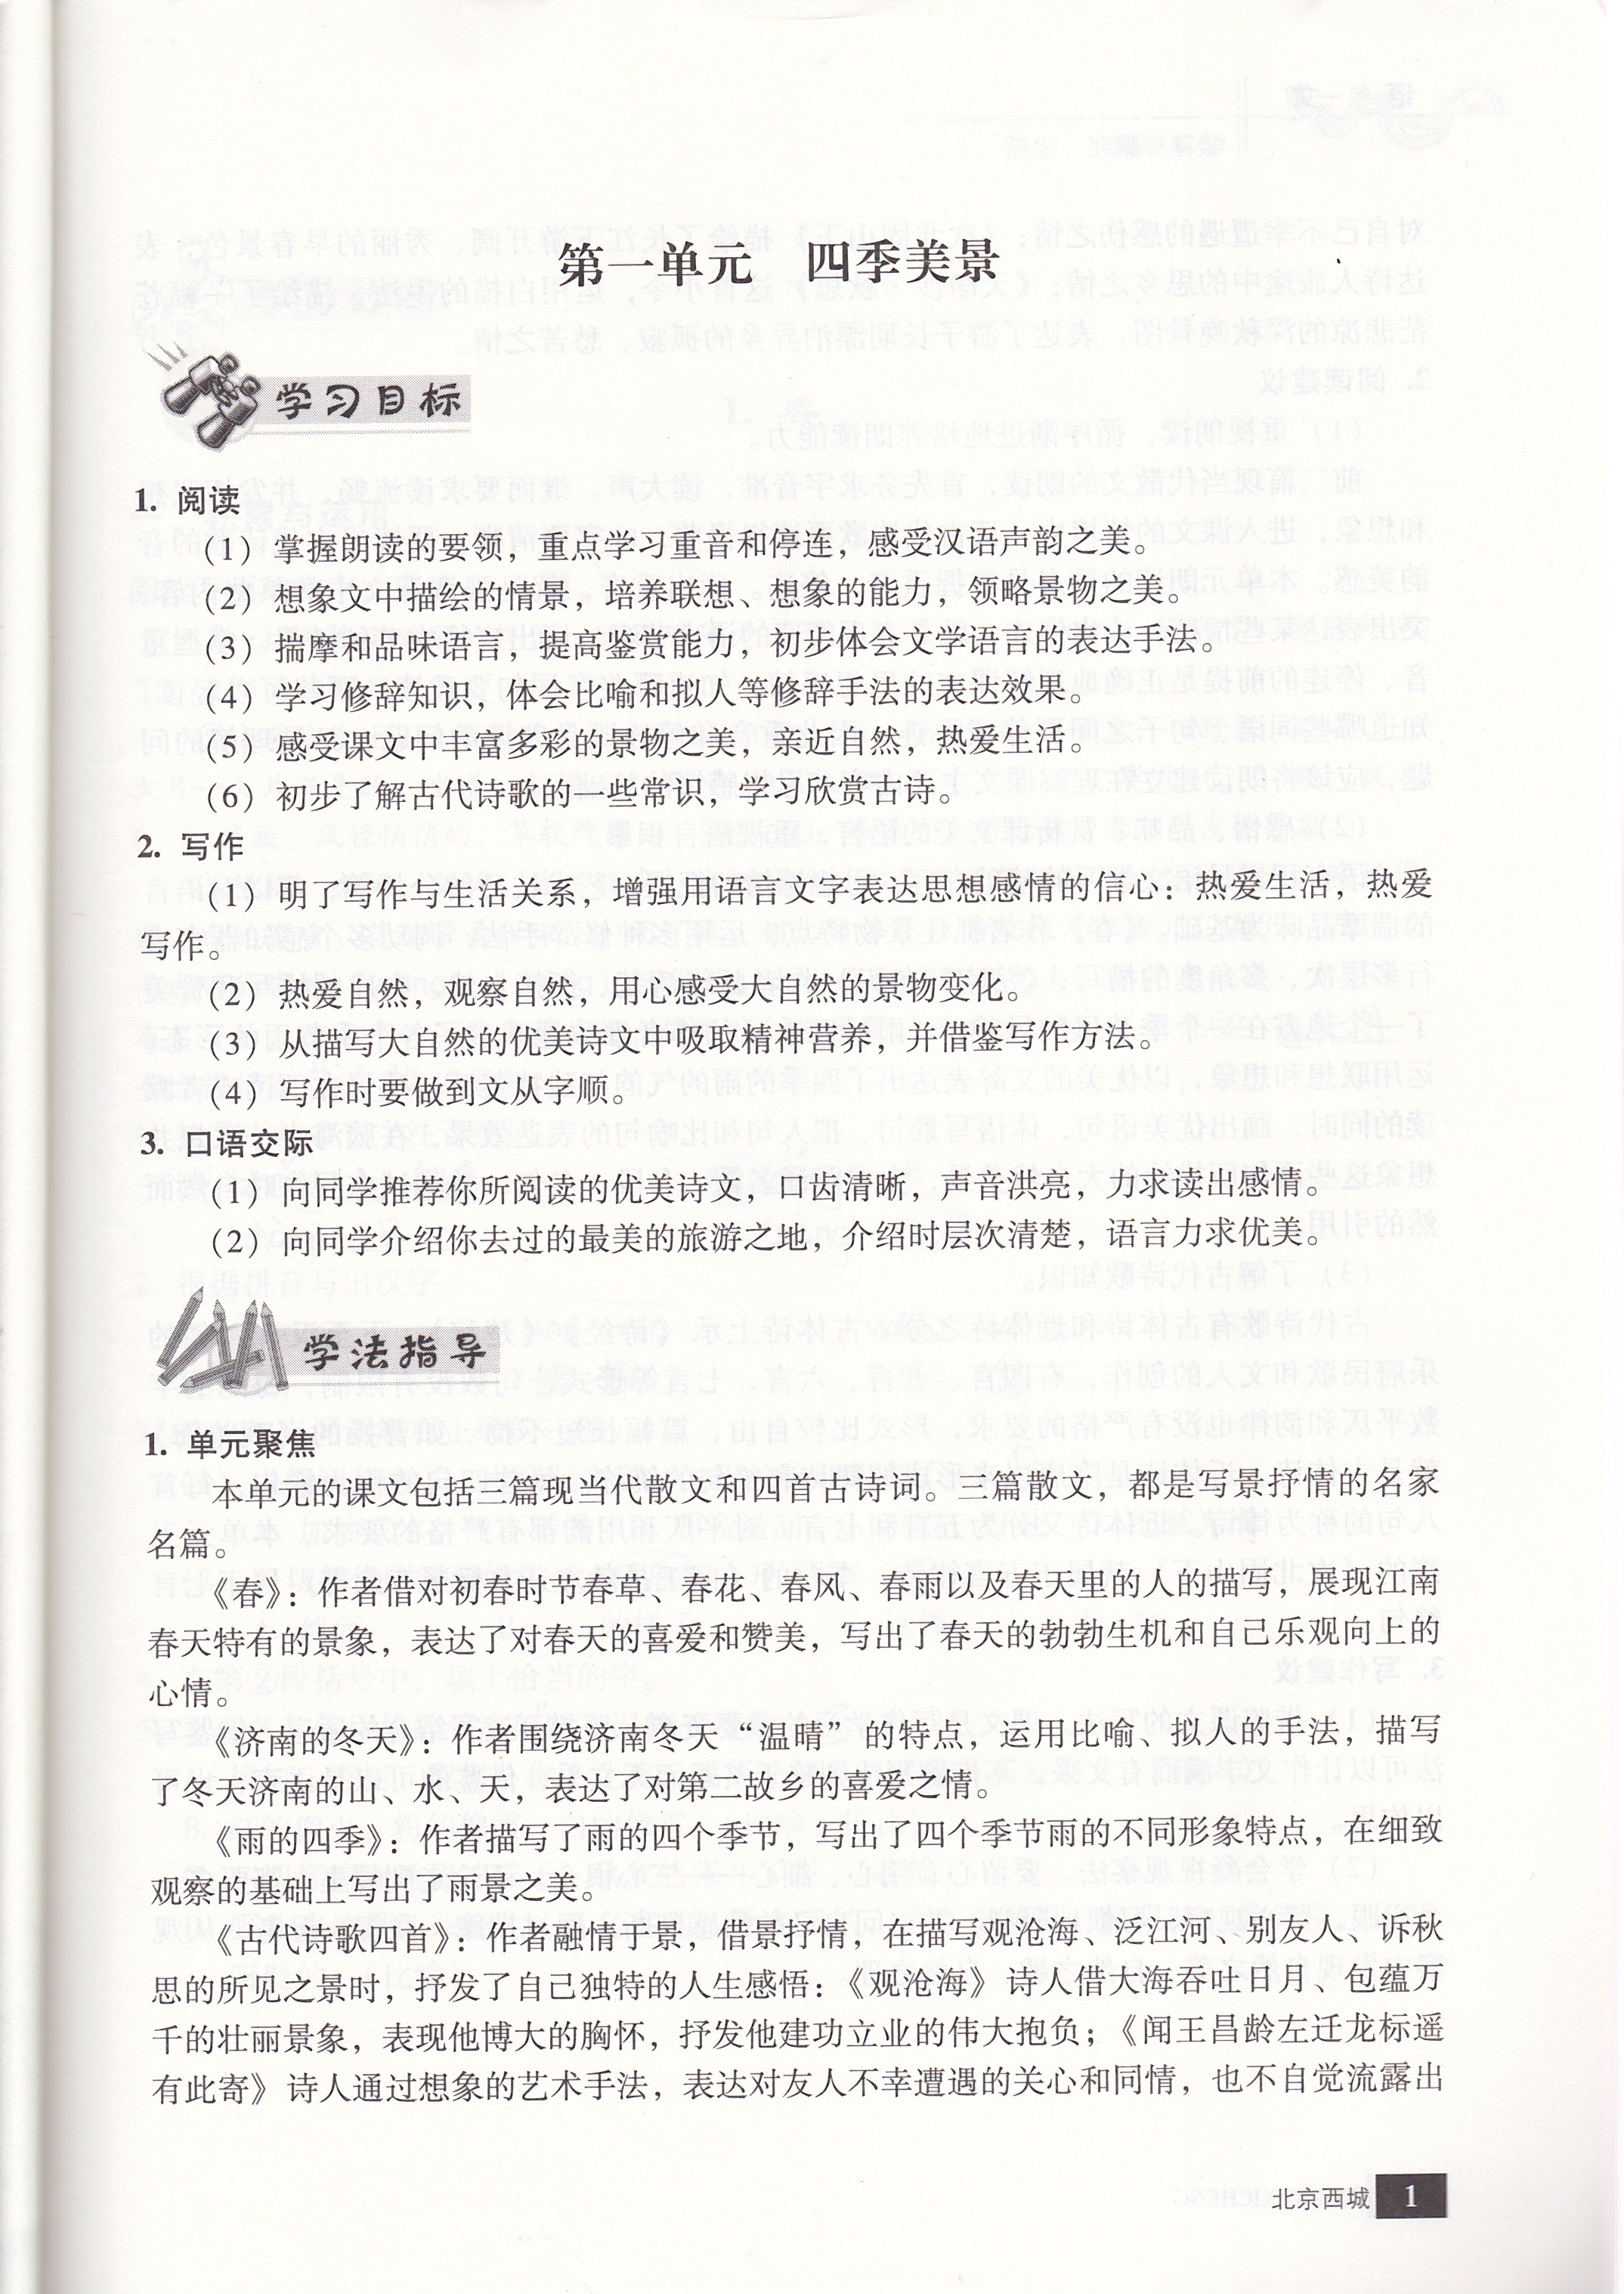 第一单元 四季美景
学习目标
1. 阅读
（1）掌握朗读的要领，重点学习重音和停连，感受汉语声韵之美。
（2）想象文中描绘的情景，培养联想、想象的能力，领略景物之美。
（3）揣摩和品味语言，提高鉴赏能力，初步体会文学语言的表达手法。
（4）学习修辞知识，体会比喻和拟人等修辞手法的表达效果。
（5）感受课文中丰富多彩的景物之美，亲近自然，热爱生活。
（6）初步了解古代诗歌的一些常识，学习欣赏古诗。
2. 写作
（1）明了写作与生活关系，增强用语言文字表达思想感情的信心：热爱生活，热爱
写作。
（2）热爱自然，观察自然，用心感受大自然的景物变化。
（3）从描写大自然的优美诗文中吸取精神营养，并借鉴写作方法。
（4）写作时要做到文从字顺。
3. 口语交际
（1）向同学推荐你所阅读的优美诗文，口齿清晰，声音洪亮，力求读出感情。
（2）向同学介绍你去过的最美的旅游之地，介绍时层次清楚，语言力求优美。
学法指导
1. 单元聚焦
本单元的课文包括三篇现当代散文和四首古诗词。三篇散文，都是写景抒情的名家
名篇。
《春》：作者借对初春时节春草、春花、春风、春雨以及春天里的人的描写，展现江南
春天特有的景象，表达了对春天的喜爱和赞美，写出了春天的勃勃生机和自己乐观向上的
心情。
《济南的冬天》：作者围绕济南冬天“温晴”的特点，运用比喻、拟人的手法，描写
了冬天济南的山、水、天，表达了对第二故乡的喜爱之情。
《雨的四季》：作者描写了雨的四个季节，写出了四个季节雨的不同形象特点，在细致
观察的基础上写出了雨景之美。
《古代诗歌四首》：作者融情于景，借景抒情，在描写观沧海、泛江河、别友人、诉秋
思的所见之景时，抒发了自己独特的人生感悟：《观沧海》诗人借大海吞吐日月、包蕴万
千的壮丽景象，表现他博大的胸怀，抒发他建功立业的伟大抱负；《闻王昌龄左迁龙标遥
有此寄》诗人通过想象的艺术手法，表达对友人不幸遭遇的关心和同情，也不自觉流露出
北京西城 1